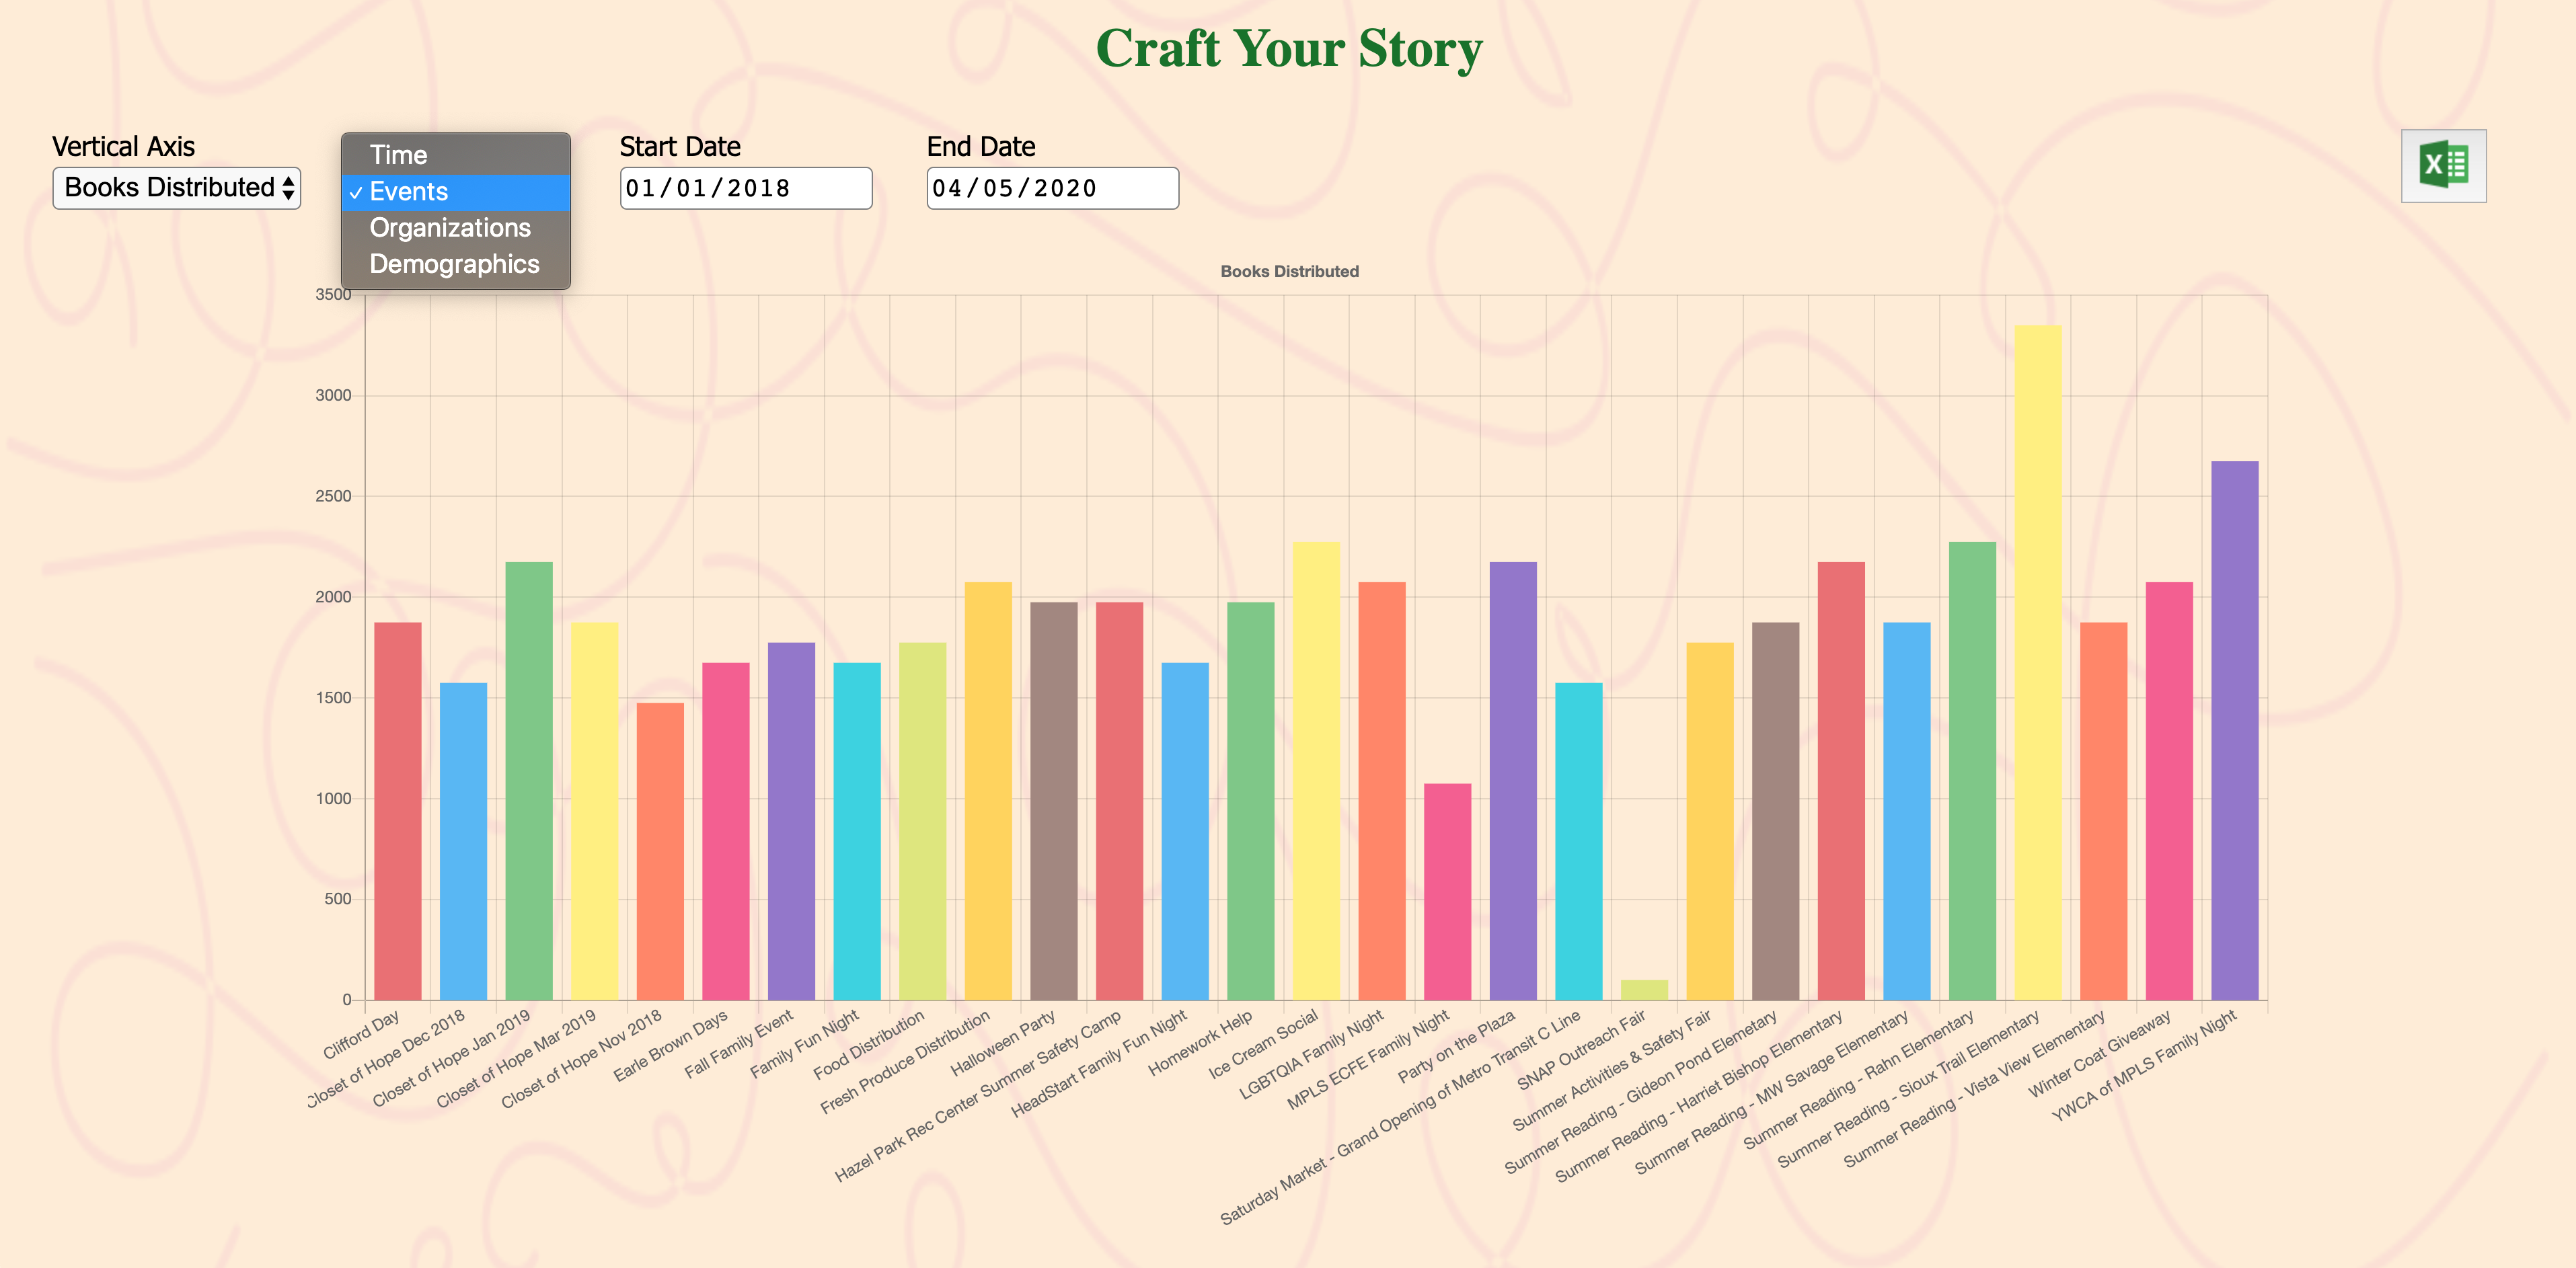 Craft Your Story
Vertical Axis
Books Distributed
Time
✓ Events
Organizations
Demographics
Start Date
01/01/2018
End Date
04/05/2020
X
Books Distributed
3500
3000
2500
2000
1500
1000
500
0
Clifford Day
Closet of Hope Dec 2018
Closet of Hope Jan 2019
Closet of Hope Mar 2019
Closet of Hope Nov 2018
Earle Brown Days
Fall Family Event
Family Fun Night
Food Distribution
Fresh Produce Distribution
Halloween Party
Hazel Park Rec Center Summer Safety Camp
HeadStart Family Fun Night
Homework Help
Ice Cream Social
LGBTQIA Family Night
MPLS ECFE Family Night
Party on the Plaza
Saturday Market - Grand Opening of Metro Transit C Line
SNAP Outreach Fair
Summer Activities & Safety Fair
Summer Reading - Gideon Pond Elemetary
Summer Reading - Harriet Bishop Elementary
Summer Reading - MW Savage Elementary
Summer Reading - Rahn Elementary
Summer Reading - Sioux Trail Elementary
Summer Reading - Vista View Elementary
Winter Coat Giveaway
YWCA of MPLS Family Night